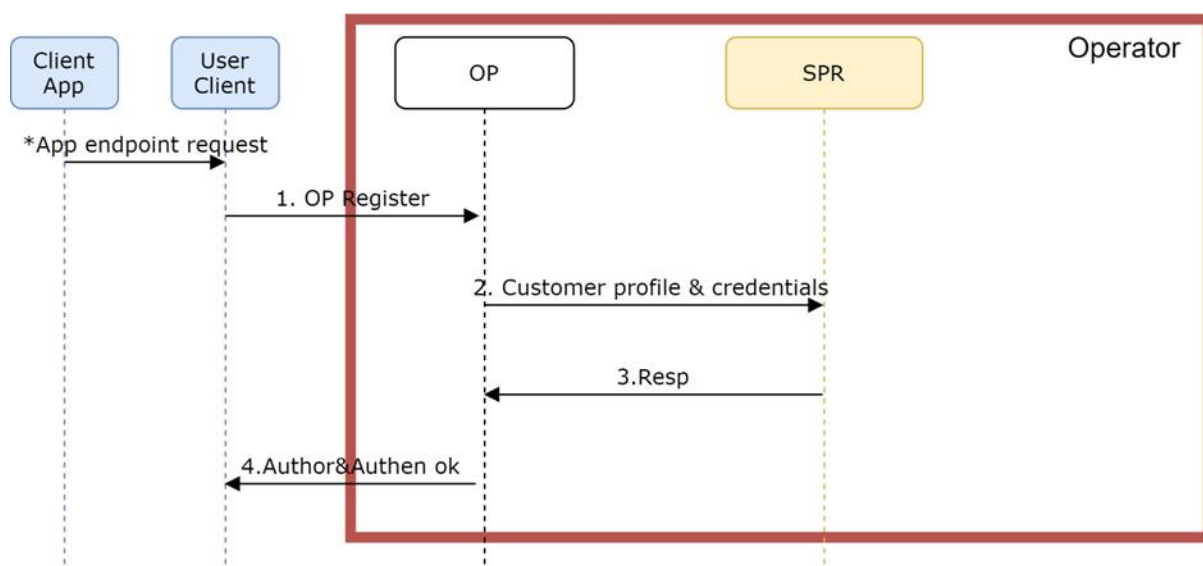 Client
App
User
Client
OP
SPR
Operator
*App endpoint request
1. OP Register
2. Customer profile & credentials
3.Resp
4.Author&Authen ok